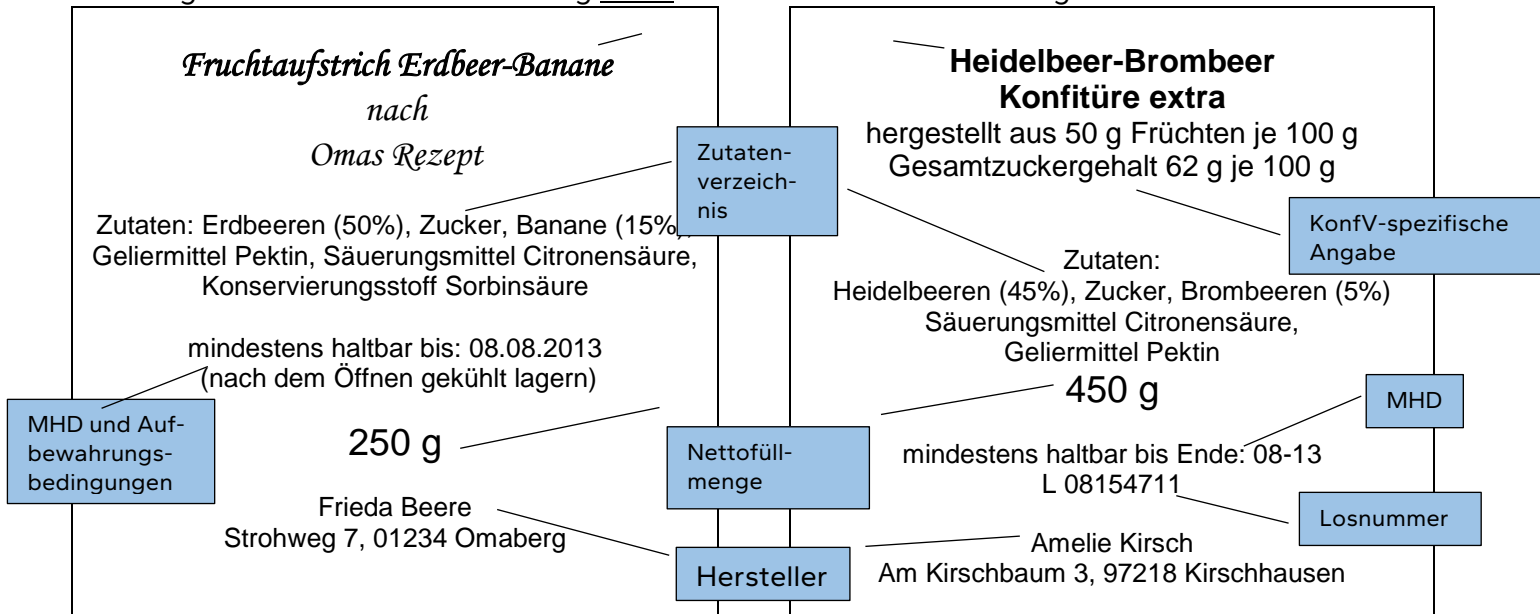 Fruchtaufstrich Erdbeer-Banane
nach
Omas Rezept
Zutaten: Erdbeeren (50%), Zucker, Banane (15%)
Geliermittel Pektin, Säuerungsmittel Citronensäure,
Konservierungsstoff Sorbinsäure
mindestens haltbar bis: 08.08.2013
(nach dem Öffnen gekühlt lagern)
MHD und Auf-
bewahrungs-
bedingungen
250 g
Frieda Beere
Strohweg 7, 01234 Omaberg
Zutaten-
verzeich-
nis
Nettofüll-
menge
Hersteller
Heidelbeer-Brombeer
Konfitüre extra
hergestellt aus 50 g Früchten je 100 g
Gesamtzuckergehalt 62 g je 100 g
KonfV-spezifische
Angabe
Zutaten:
Heidelbeeren (45%), Zucker, Brombeeren (5%)
Säuerungsmittel Citronensäure,
Geliermittel Pektin
450 g
MHD
mindestens haltbar bis Ende: 08-13
L 08154711
Losnummer
Amelie Kirsch
Am Kirschbaum 3, 97218 Kirschhausen